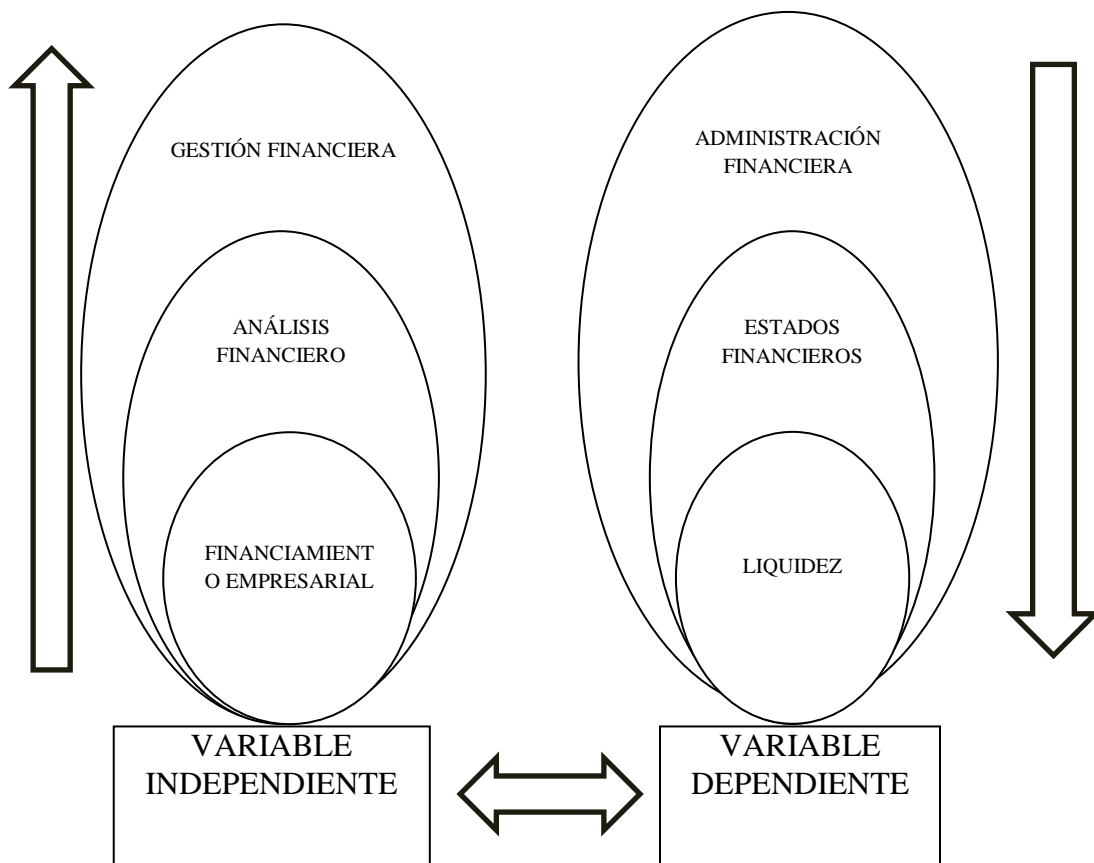 GESTIÓN FINANCIERA
ANÁLISIS
FINANCIERO
FINANCIAMIENT
O EMPRESARIAL
VARIABLE
INDEPENDIENTE
ADMINISTRACIÓN
FINANCIERA
ESTADOS
FINANCIEROS
LIQUIDEZ
VARIABLE
DEPENDIENTE